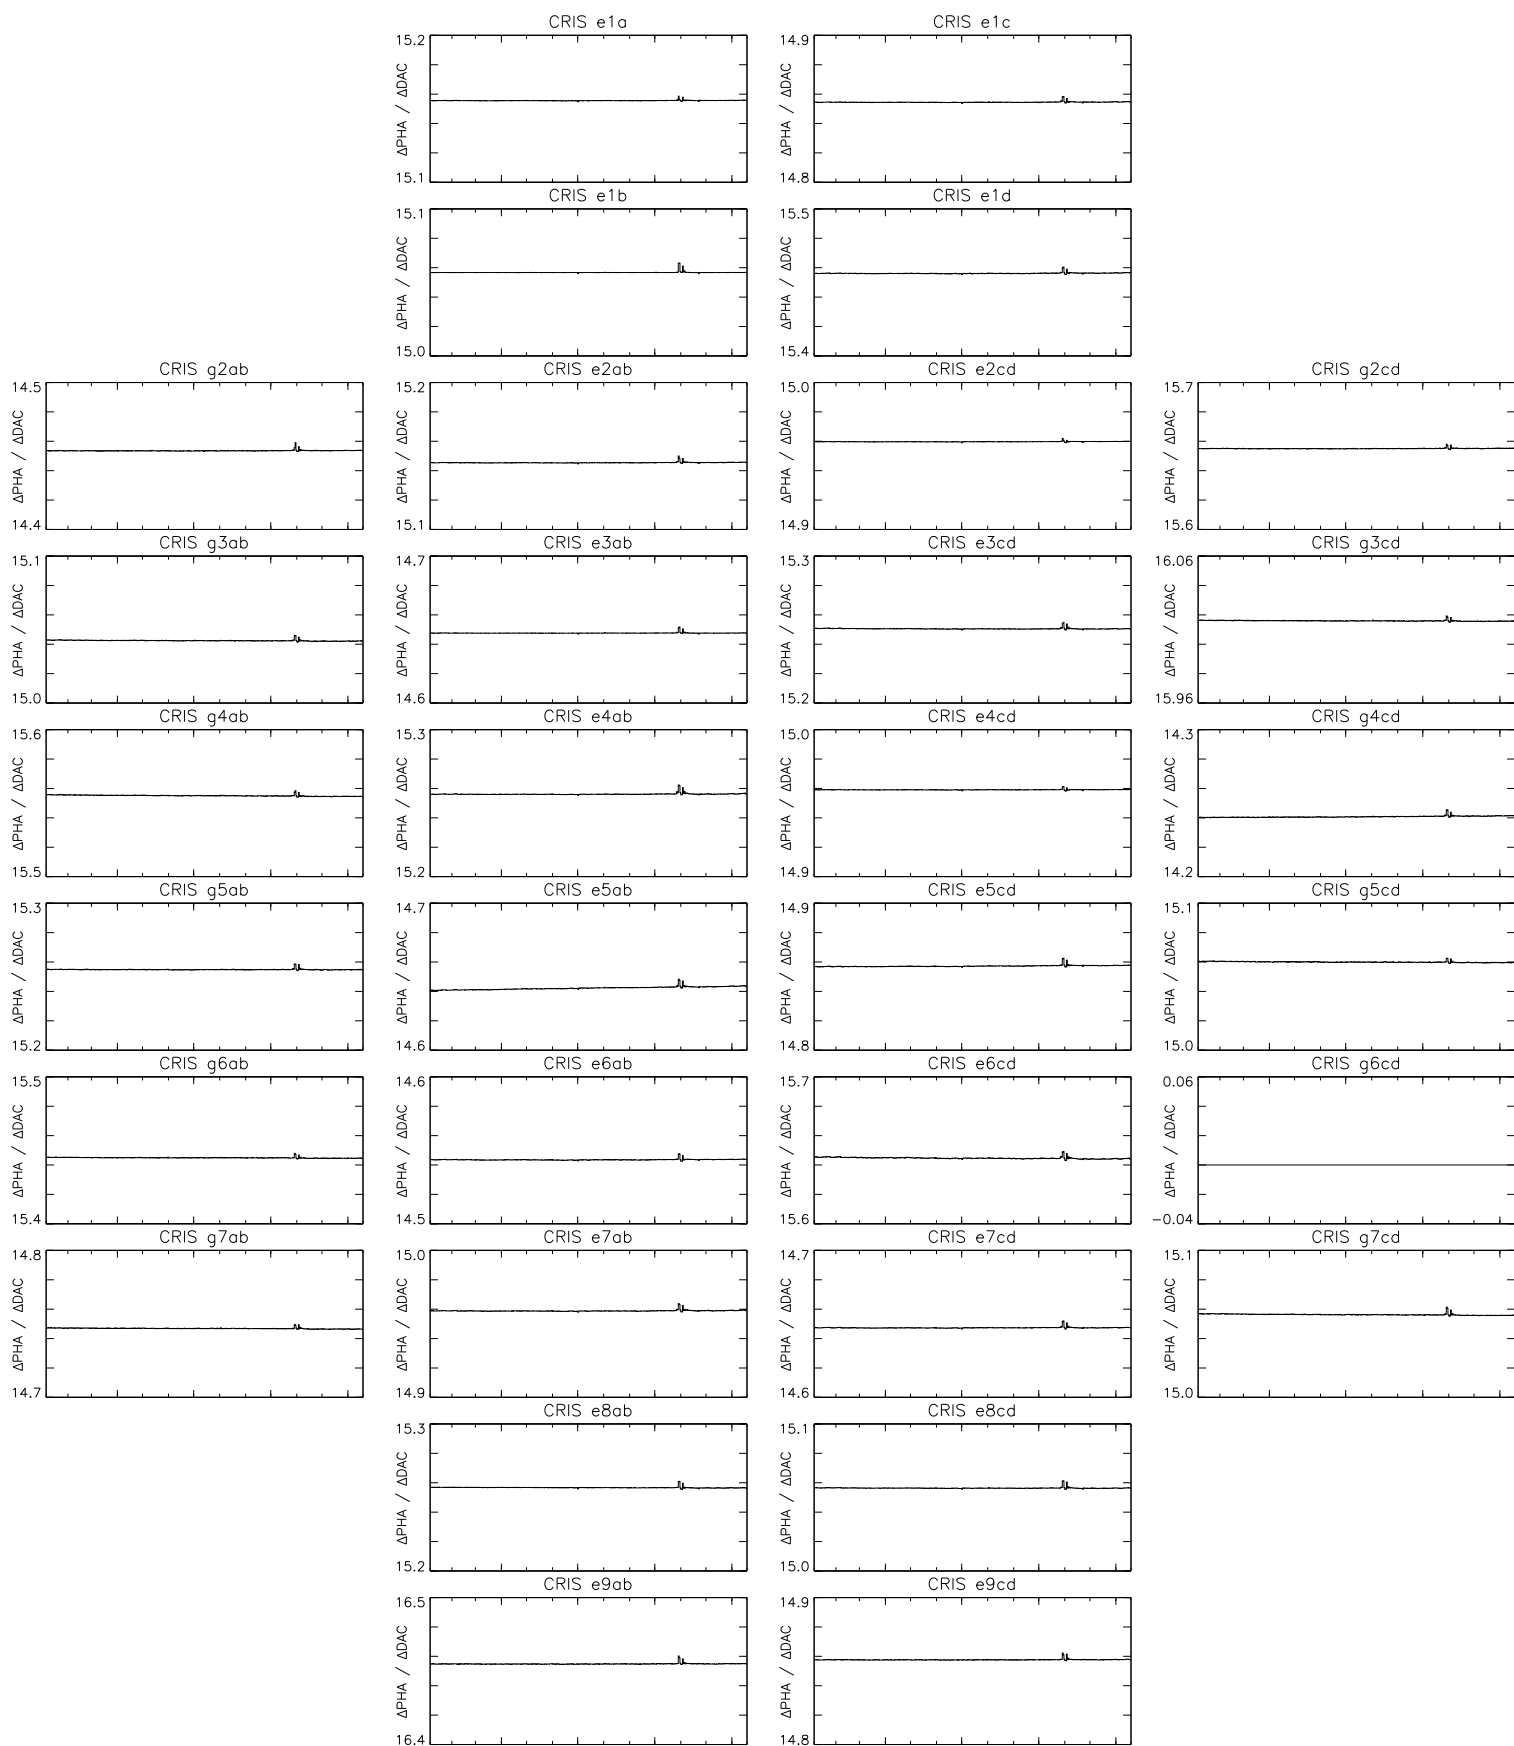 CRIS e1a
15.2
ΔPHA / ΔDAC
15.1
CRIS e1c
14.9
ΔPHA / ΔDAC
14.8
CRIS e1b
15.1
ΔPHA / ΔDAC
15.0
CRIS e1d
15.5
ΔPHA / ΔDAC
15.4
CRIS g2ab
14.5
ΔPHA / ΔDAC
14.4
CRIS e2ab
15.2
ΔPHA / ΔDAC
15.1
CRIS e2cd
15.0
ΔPHA / ΔDAC
14.9
CRIS g2cd
15.7
ΔPHA / ΔDAC
15.6
CRIS g3ab
15.1
ΔPHA / ΔDAC
15.0
CRIS e3ab
14.7
ΔPHA / ΔDAC
14.6
CRIS e3cd
15.3
ΔPHA / ΔDAC
15.2
CRIS g3cd
16.06
ΔPHA / ΔDAC
15.96
CRIS g4ab
15.6
ΔPHA / ΔDAC
15.5
CRIS e4ab
15.3
ΔPHA / ΔDAC
15.2
CRIS e4cd
15.0
ΔPHA / ΔDAC
14.9
CRIS g4cd
14.3
ΔPHA / ΔDAC
14.2
CRIS g5ab
15.3
ΔPHA / ΔDAC
15.2
CRIS e5ab
14.7
ΔPHA / ΔDAC
14.6
CRIS e5cd
14.9
ΔPHA / ΔDAC
14.8
CRIS g5cd
15.1
ΔPHA / ΔDAC
15.0
CRIS g6ab
15.5
ΔPHA / ΔDAC
15.4
CRIS e6ab
14.6
ΔPHA / ΔDAC
14.5
CRIS e6cd
15.7
ΔPHA / ΔDAC
15.6
CRIS g6cd
0.06
ΔPHA / ΔDAC
−0.04
CRIS g7ab
14.8
ΔPHA / ΔDAC
14.7
CRIS e7ab
15.0
ΔPHA / ΔDAC
14.9
CRIS e7cd
14.7
ΔPHA / ΔDAC
14.6
CRIS g7cd
15.1
ΔPHA / ΔDAC
15.0
CRIS e8ab
15.3
ΔPHA / ΔDAC
15.2
CRIS e8cd
15.1
ΔPHA / ΔDAC
15.0
CRIS e9ab
16.5
ΔPHA / ΔDAC
16.4
CRIS e9cd
14.9
ΔPHA / ΔDAC
14.8